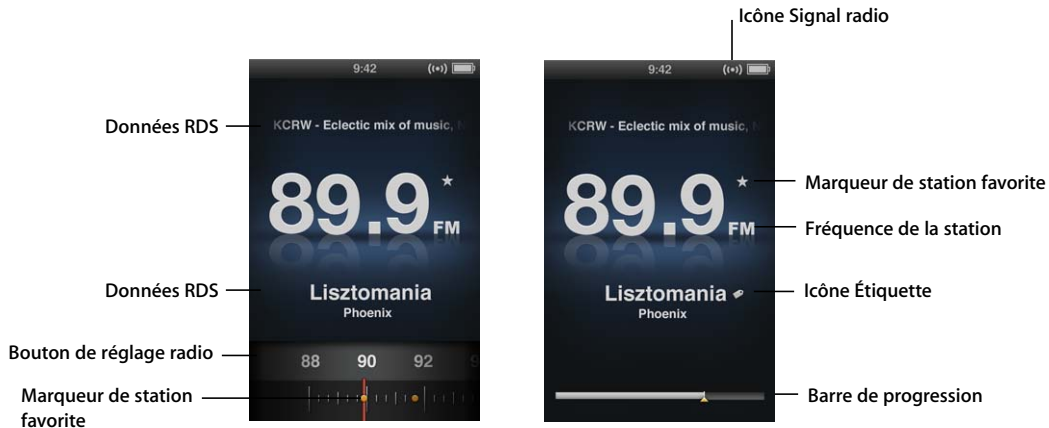 Icône Signal radio
9:42
9:42
Données RDS
KCRW - Eclectic mix of music,
KCRW - Eclectic mix of music,
89.9
FM
89.9
FM
Marqueur de station favorite
Fréquence de la station
Données RDS
Lisztomania
Phoenix
Lisztomania
Phoenix
Icône Étiquette
Bouton de réglage radio
88 90 92
Marqueur de station
favorite
Barre de progression